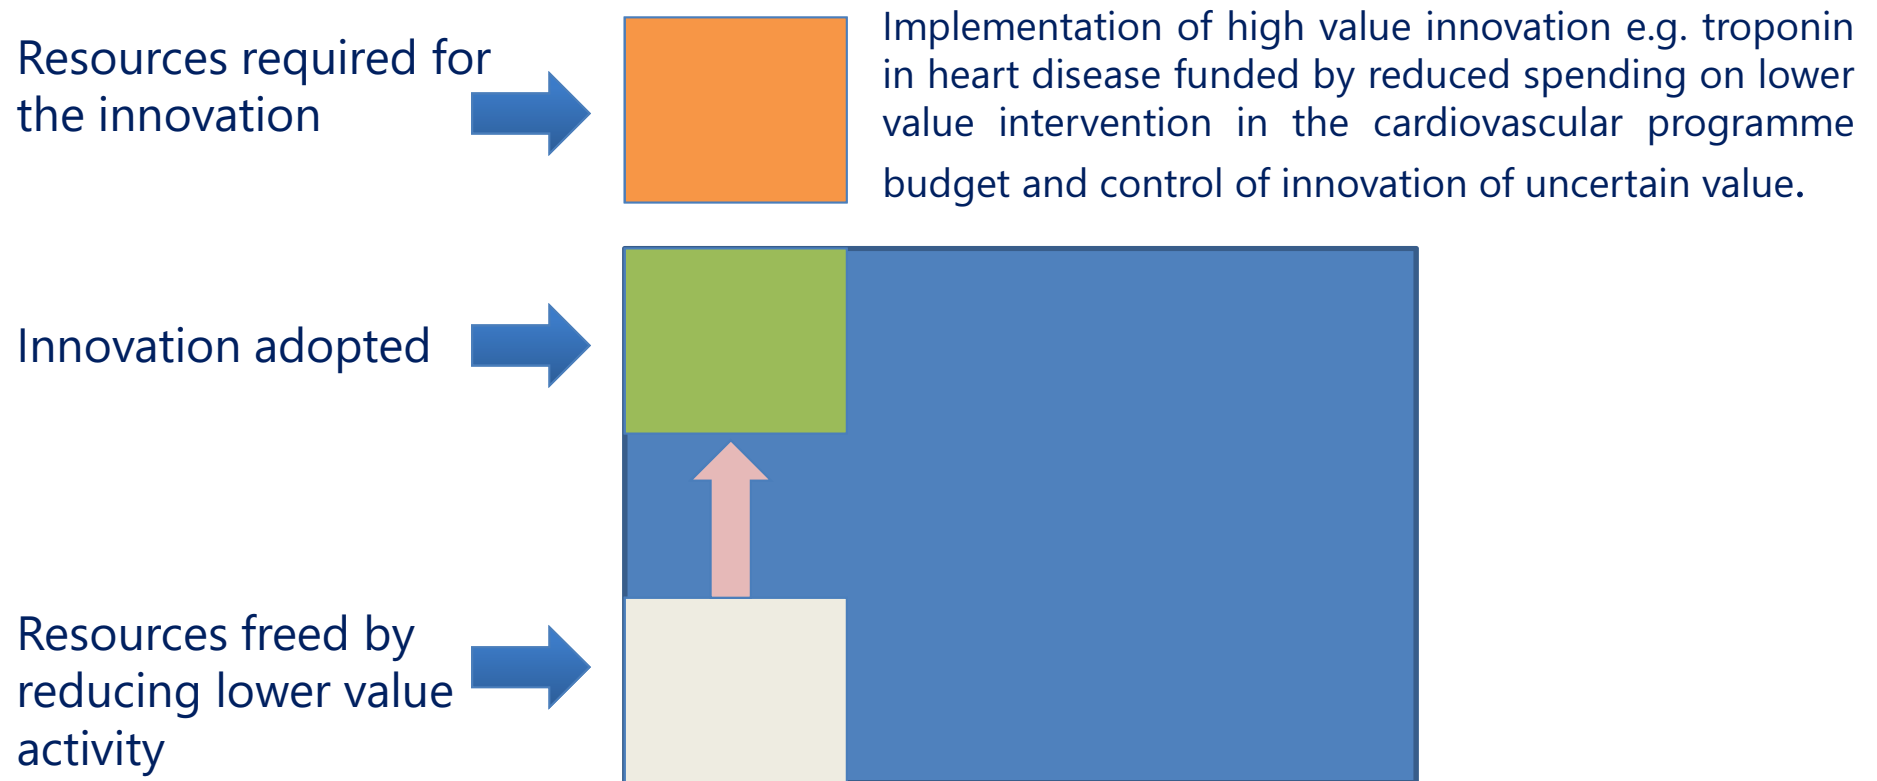 Resources required for
the innovation
Implementation of high value innovation e.g. troponin
in heart disease funded by reduced spending on lower
value intervention in the cardiovascular programme
budget and control of innovation of uncertain value.
Innovation adopted
Resources freed by
reducing lower value
activity